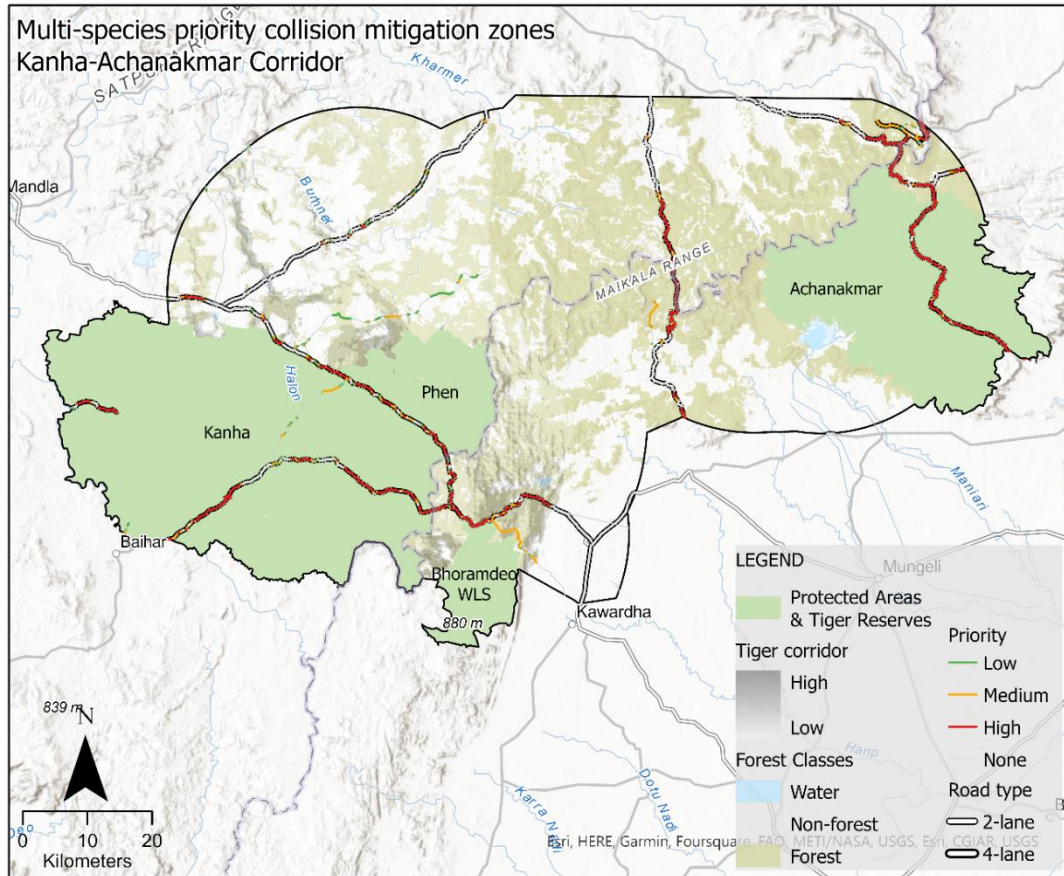 Multi-species priority collision mitigation zones
Kanha-Achanakmar Corridor
Kharmer
Mandla
Burhner
MAIKALA RANGE
Achanakmar
Halon
Phen
Kanha
Maniari
Baihar
Bhoramdeo
WLS
880 m
Kawardha
Mungeli
839 m
N
0 10 20
Kilometers
Karra Nadi
Dotu Nadi
Hanp
LEGEND
Protected Areas
& Tiger Reserves
Tiger corridor
High
Low
Forest Classes
Water
Non-forest
Forest
Priority
Low
Medium
High
None
Road type
2-lane
4-lane
Esri, HERE, Garmin, Foursquare, FAO, METI/NASA, USGS, Esri, CGIAR, USGS